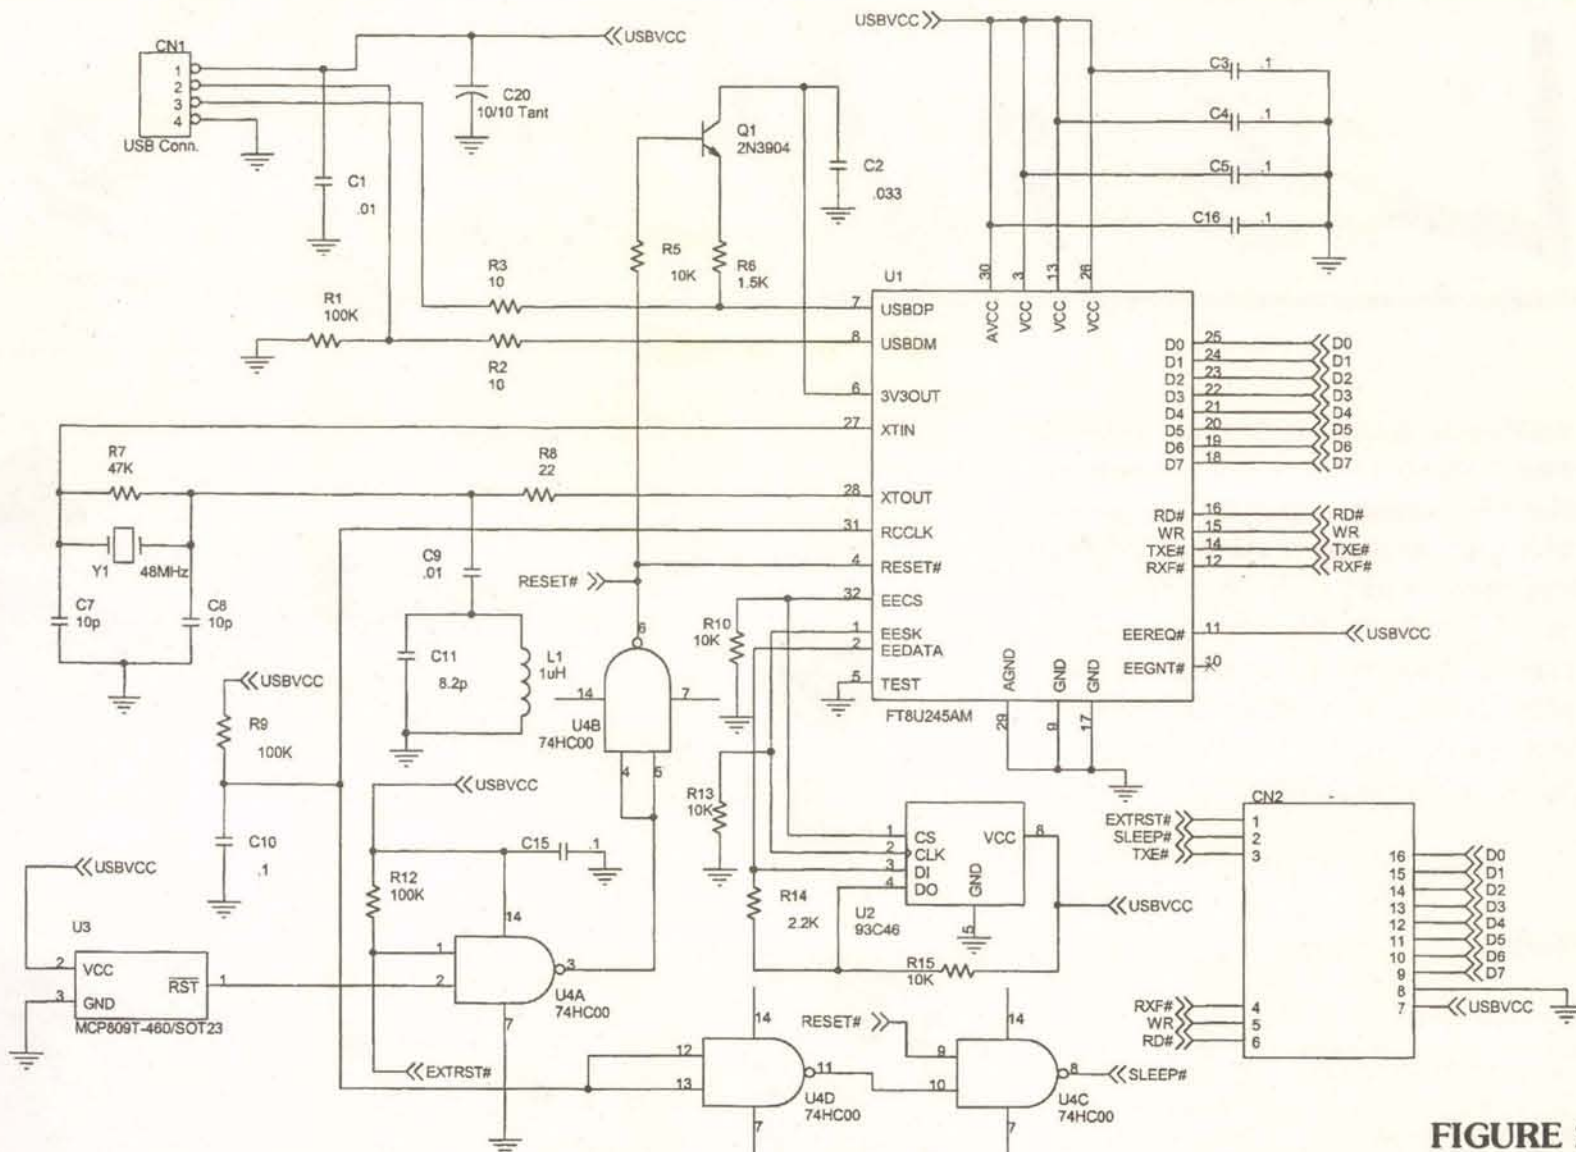 CN1
1
2
3
4
USB Conn.
USBVCC
C20
10/10 Tant
C1
.01
Q1
2N3904
C2
.033
R5
10K
R6
1.5K
R3
10
R1
100K
R2
10
USBVCC
C3 .1
C4 .1
C5 .1
C16 .1
U1
30 AVCC
3 VCC
13 VCC
26 VCC
7 USBDP
8 USBDM
6 3V3OUT
27 XTIN
28 XTOUT
31 RCCLK
4 RESET#
32 EECS
1 EESK
2 EEDATA
5 TEST
FT8U245AM
AGND 29
GND 9
GND 17
D0 25 D0
D1 24 D1
D2 23 D2
D3 22 D3
D4 21 D4
D5 20 D5
D6 19 D6
D7 18 D7
RD# 16 RD#
WR 15 WR
TXE# 14 TXE#
RXF# 12 RXF#
EEREQ# 11 USBVCC
EEGNT# 10
R7
47K
R8
22
Y1 48MHz
C7
10p
C8
10p
C9
.01
RESET#
C11
8.2p
L1
1uH
6
14
7
U4B
74HC00
4 5
R10
10K
R13
10K
USBVCC
R9
100K
C10
.1
USBVCC
R12
100K
C15 .1
USBVCC
U3
2 VCC
3 GND
RST 1
MCP809T-460/SOT23
14
1
2
3
U4A
74HC00
7
EXTRST#
1 CS
2 CLK
3 DI
4 DO
VCC 8
GND
5
U2
93C46
R14
2.2K
R15
10K
USBVCC
14
12
13
11
U4D
74HC00
7
RESET#
14
9
10
8
SLEEP#
U4C
74HC00
7
CN2
EXTRST# 1
SLEEP# 2
TXE# 3
16 D0
15 D1
14 D2
13 D3
12 D4
11 D5
10 D6
9 D7
8
7 USBVCC
RXF# 4
WR 5
RD# 6
FIGURE